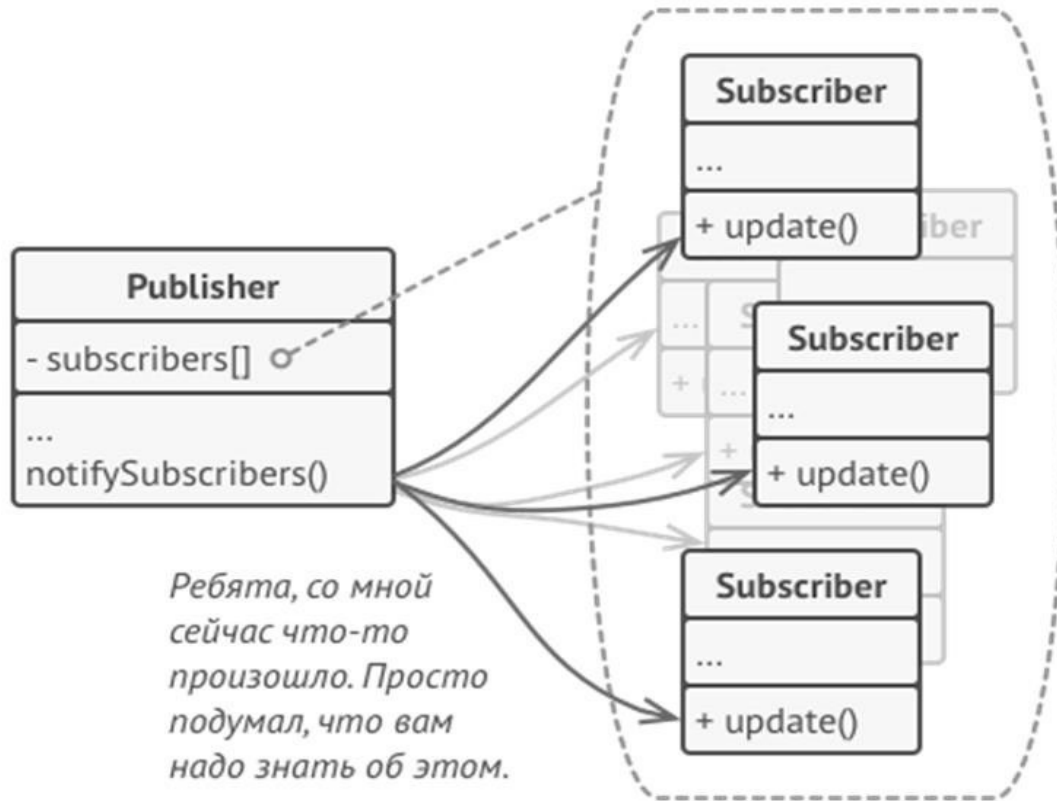 Publisher
- subscribers[]
...
notifySubscribers()
Ребята, со мной
сейчас что-то
произошло. Просто
подумал, что вам
надо знать об этом.
Subscriber
...
+ update()
iber
...
...
+
+
S
Subscriber
...
+ update()
Subscriber
...
+ update()